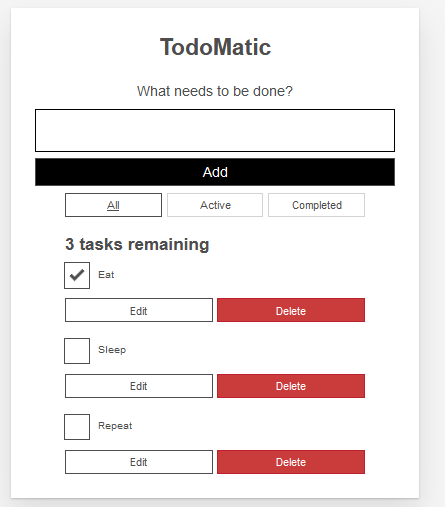 TodoMatic
What needs to be done?
Add
All Active Completed
3 tasks remaining
Eat
Edit Delete
Sleep
Edit Delete
Repeat
Edit Delete